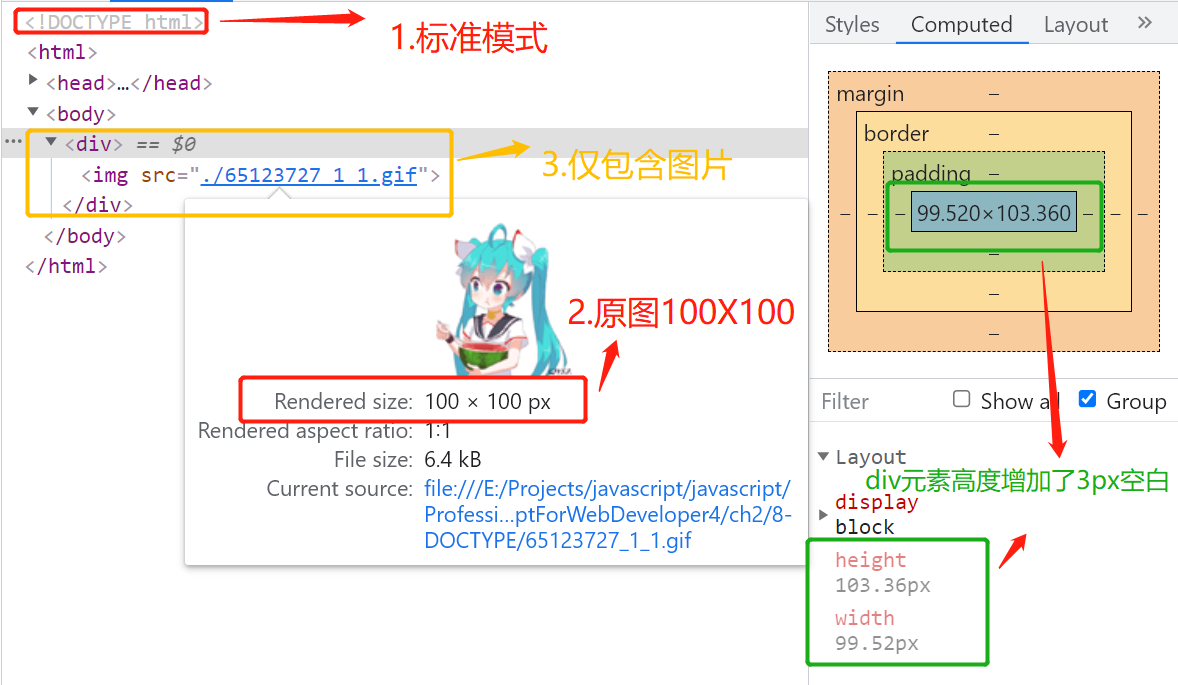 <!DOCTYPE html>
1.标准模式
<html>
<head>…</head>
<body>
<div> == $0
3.仅包含图片
<img src="./65123727_1_1.gif">
</div>
</body>
</html>
2.原图100X100
Rendered size: 100 × 100 px
Rendered aspect ratio: 1:1
File size: 6.4 kB
Current source: file:///E:/Projects/javascript/javascript/
Professi…ptForWebDeveloper4/ch2/8-
DOCTYPE/65123727_1_1.gif
Styles Computed Layout »
margin –
border –
padding –
– – – 99.520×103.360 – – –
–
–
–
Filter Show all Group
Layout
div元素高度增加了3px空白
display
block
height
103.36px
width
99.52px